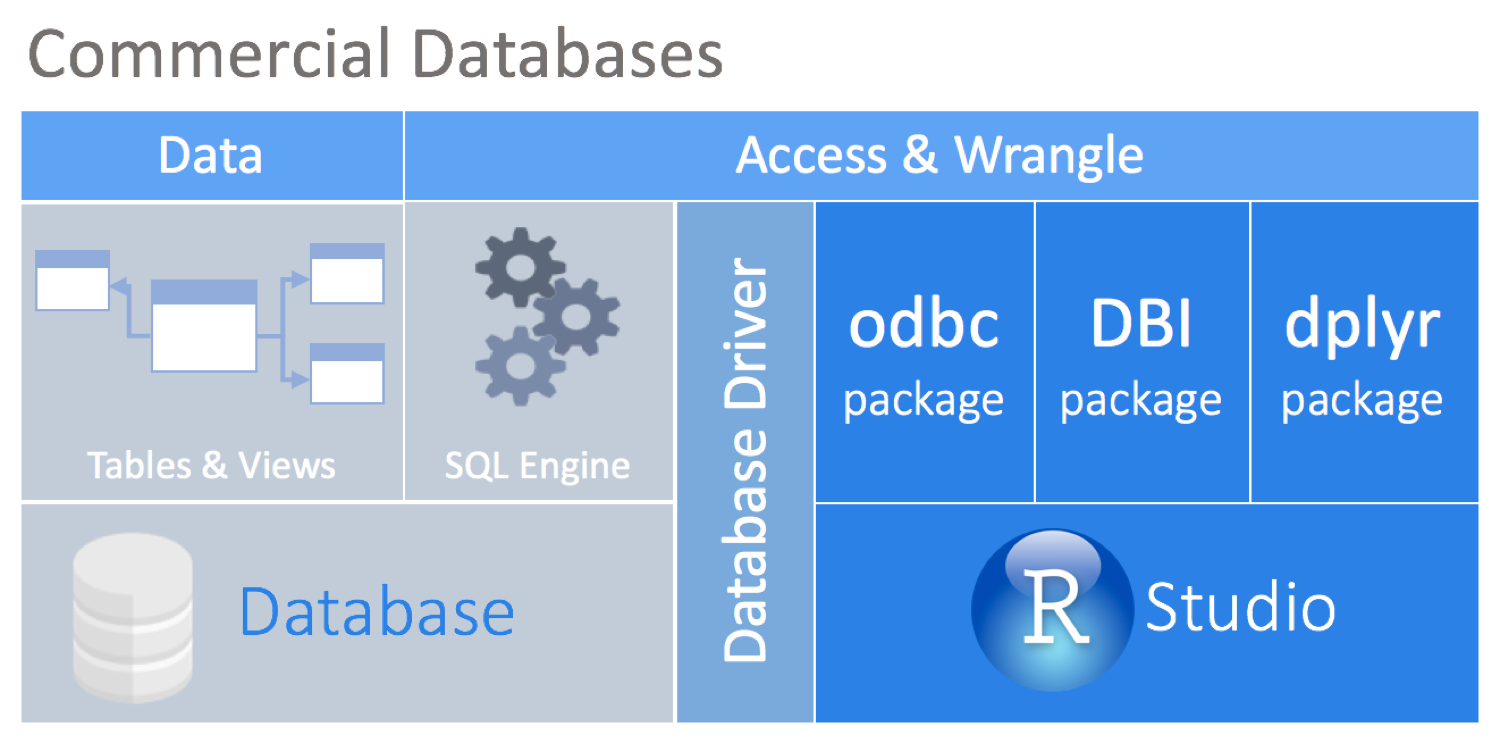 Commercial Databases
Data
Access & Wrangle
Tables & Views
SQL Engine
Database Driver
odbc
package
DBI
package
dplyr
package
Database
R Studio